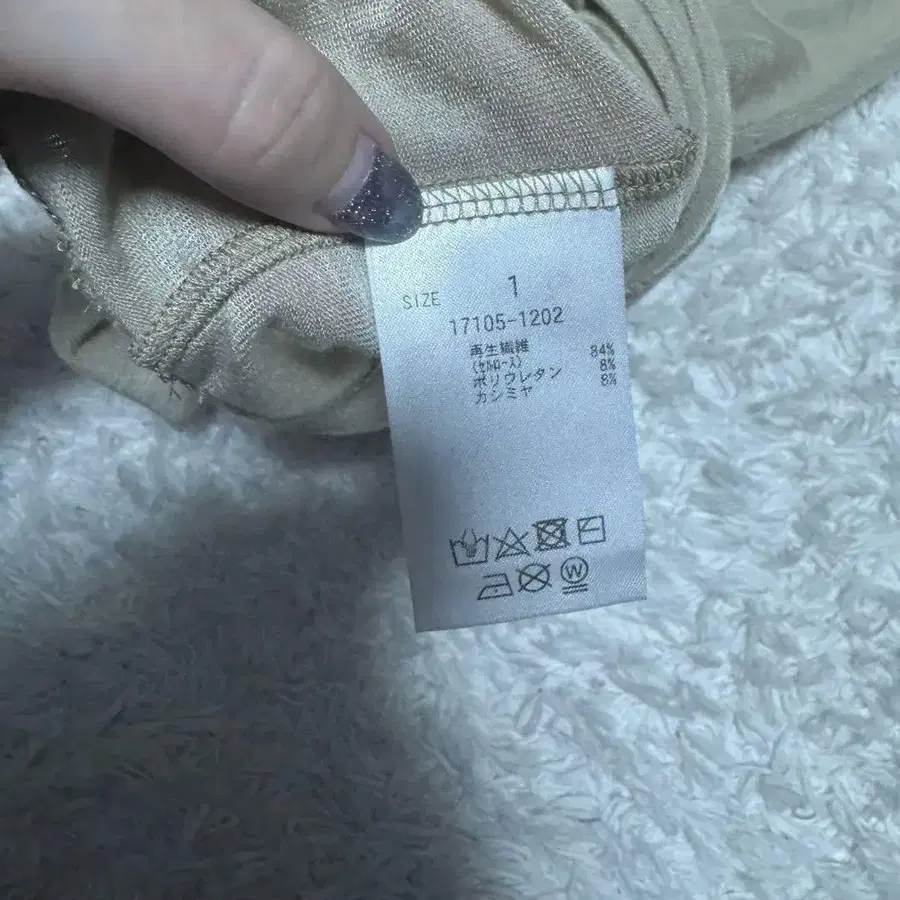 SIZE 1
17105-1202
再生繊維 84%
(セルロース) 8%
ポリウレタン 8%
カシミヤ
W